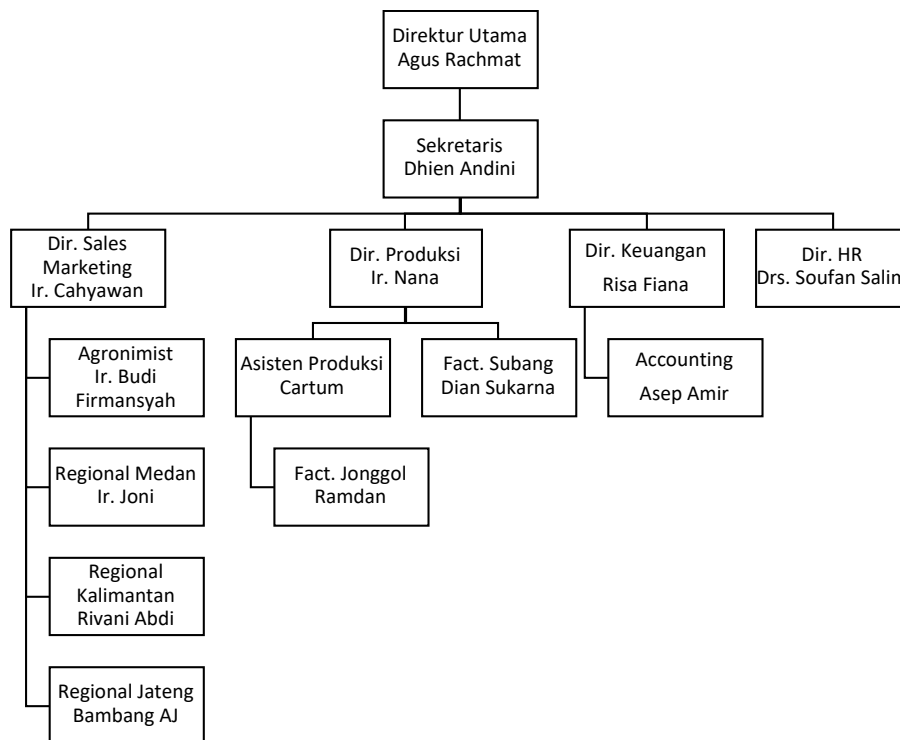 Direktur Utama
Agus Rachmat
Sekretaris
Dhien Andini
Dir. Sales
Marketing
Ir. Cahyawan
Dir. Produksi
Ir. Nana
Dir. Keuangan
Risa Fiana
Dir. HR
Drs. Soufan Salim
Agronimist
Ir. Budi
Firmansyah
Asisten Produksi
Cartum
Fact. Subang
Dian Sukarna
Accounting
Asep Amir
Regional Medan
Ir. Joni
Fact. Jonggol
Ramdan
Regional
Kalimantan
Rivani Abdi
Regional Jateng
Bambang AJ